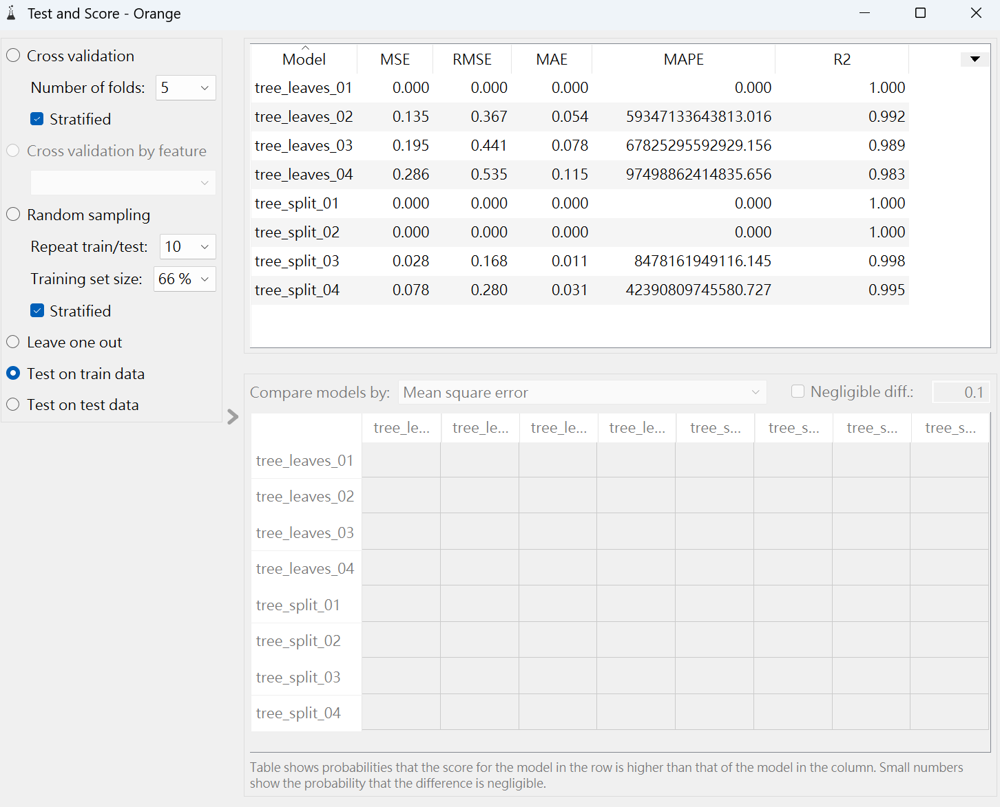 Test and Score - Orange
Cross validation
Number of folds: 5
Stratified
Cross validation by feature
Random sampling
Repeat train/test: 10
Training set size: 66 %
Stratified
Leave one out
Test on train data
Test on test data
Model MSE RMSE MAE MAPE R2
tree_leaves_01 0.000 0.000 0.000 0.000 1.000
tree_leaves_02 0.135 0.367 0.054 59347133643813.016 0.992
tree_leaves_03 0.195 0.441 0.078 67825295592929.156 0.989
tree_leaves_04 0.286 0.535 0.115 97498862414835.656 0.983
tree_split_01 0.000 0.000 0.000 0.000 1.000
tree_split_02 0.000 0.000 0.000 0.000 1.000
tree_split_03 0.028 0.168 0.011 8478161949116.145 0.998
tree_split_04 0.078 0.280 0.031 42390809745580.727 0.995
Compare models by: Mean square error Negligible diff.: 0.1
tree_le... tree_le... tree_le... tree_le... tree_s... tree_s... tree_s... tree_s...
tree_leaves_01
tree_leaves_02
tree_leaves_03
tree_leaves_04
tree_split_01
tree_split_02
tree_split_03
tree_split_04
Table shows probabilities that the score for the model in the row is higher than that of the model in the column. Small numbers
show the probability that the difference is negligible.